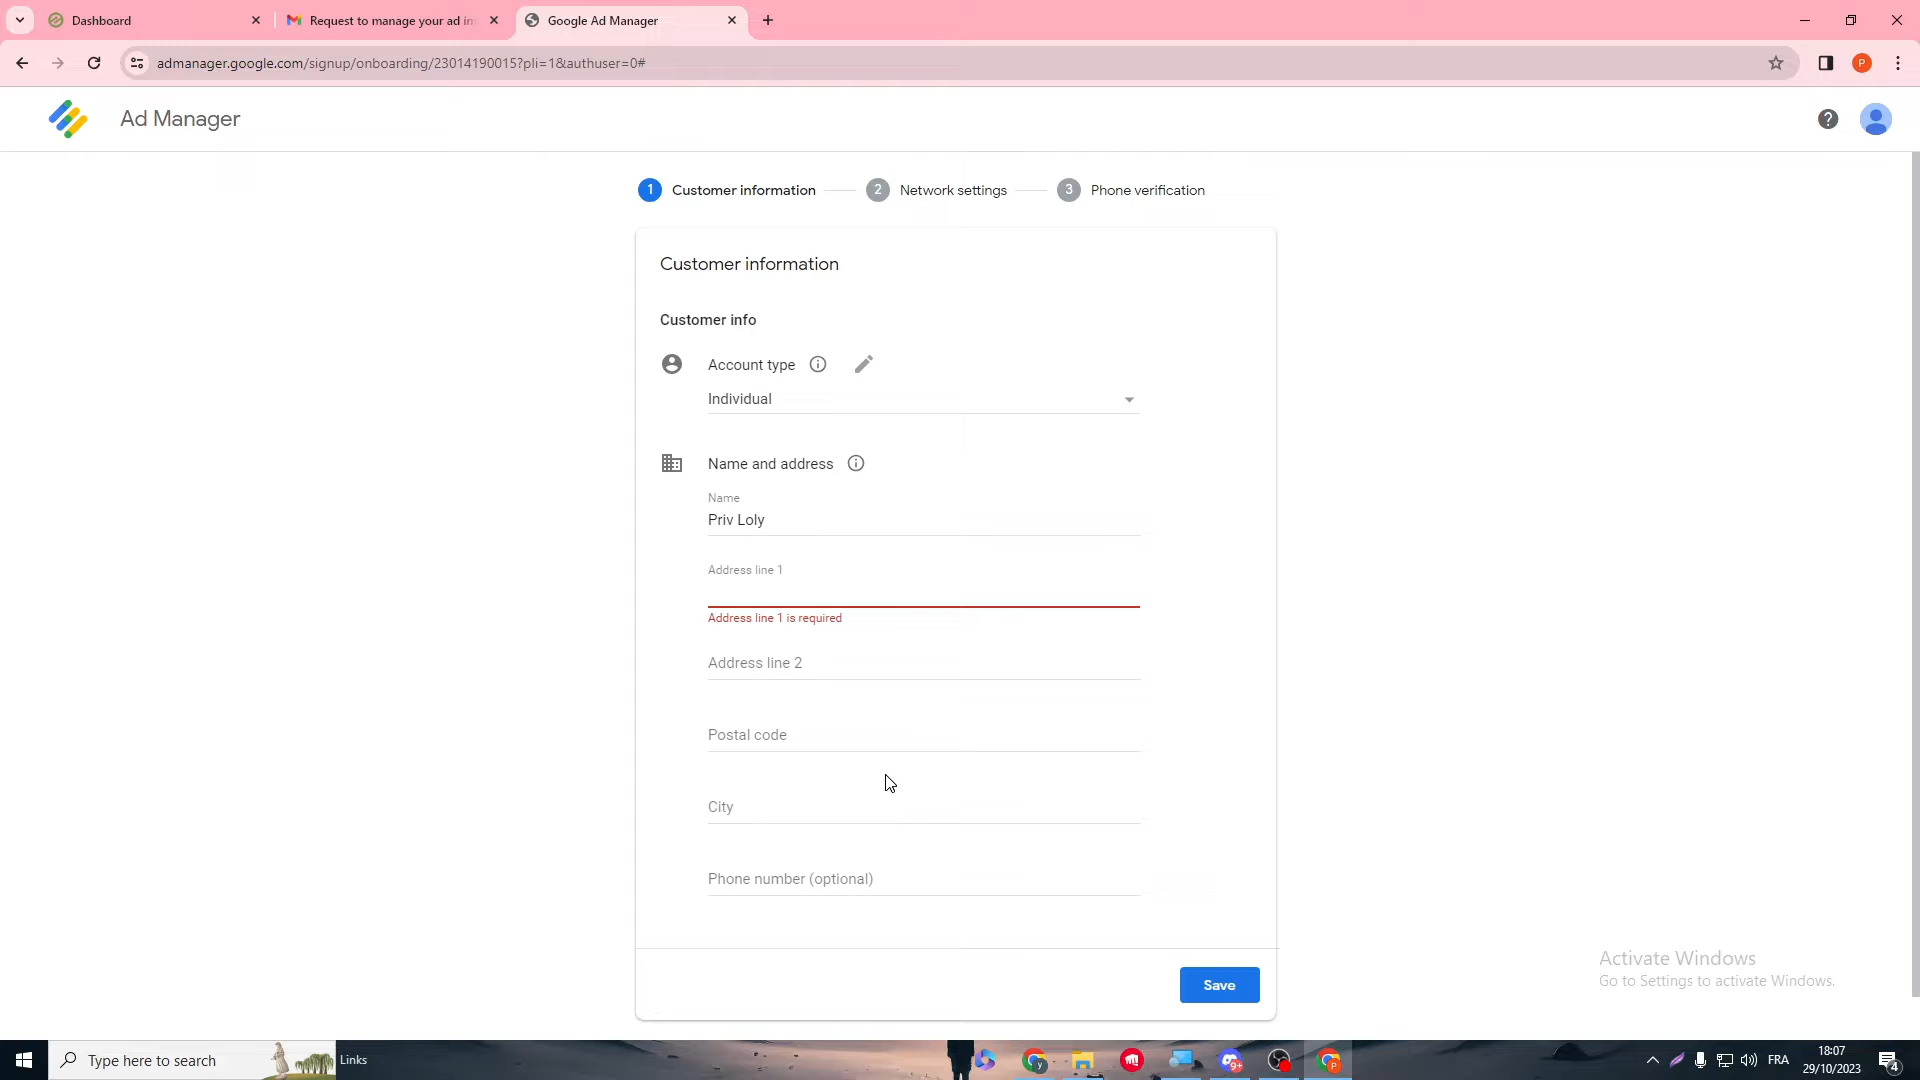 Dashboard
Request to manage your ad in
Google Ad Manager
admanager.google.com/signup/onboarding/23014190015?pli=1&authuser=0#
P
Ad Manager
1 Customer information
2 Network settings
3 Phone verification
Customer information
Customer info
Account type
Individual
Name and address
Name
Priv Loly
Address line 1
Address line 1 is required
Address line 2
Postal code
City
Phone number (optional)
Save
Activate Windows
Go to Settings to activate Windows.
Type here to search
Links
y
9+
P
FRA
18:07
29/10/2023
4